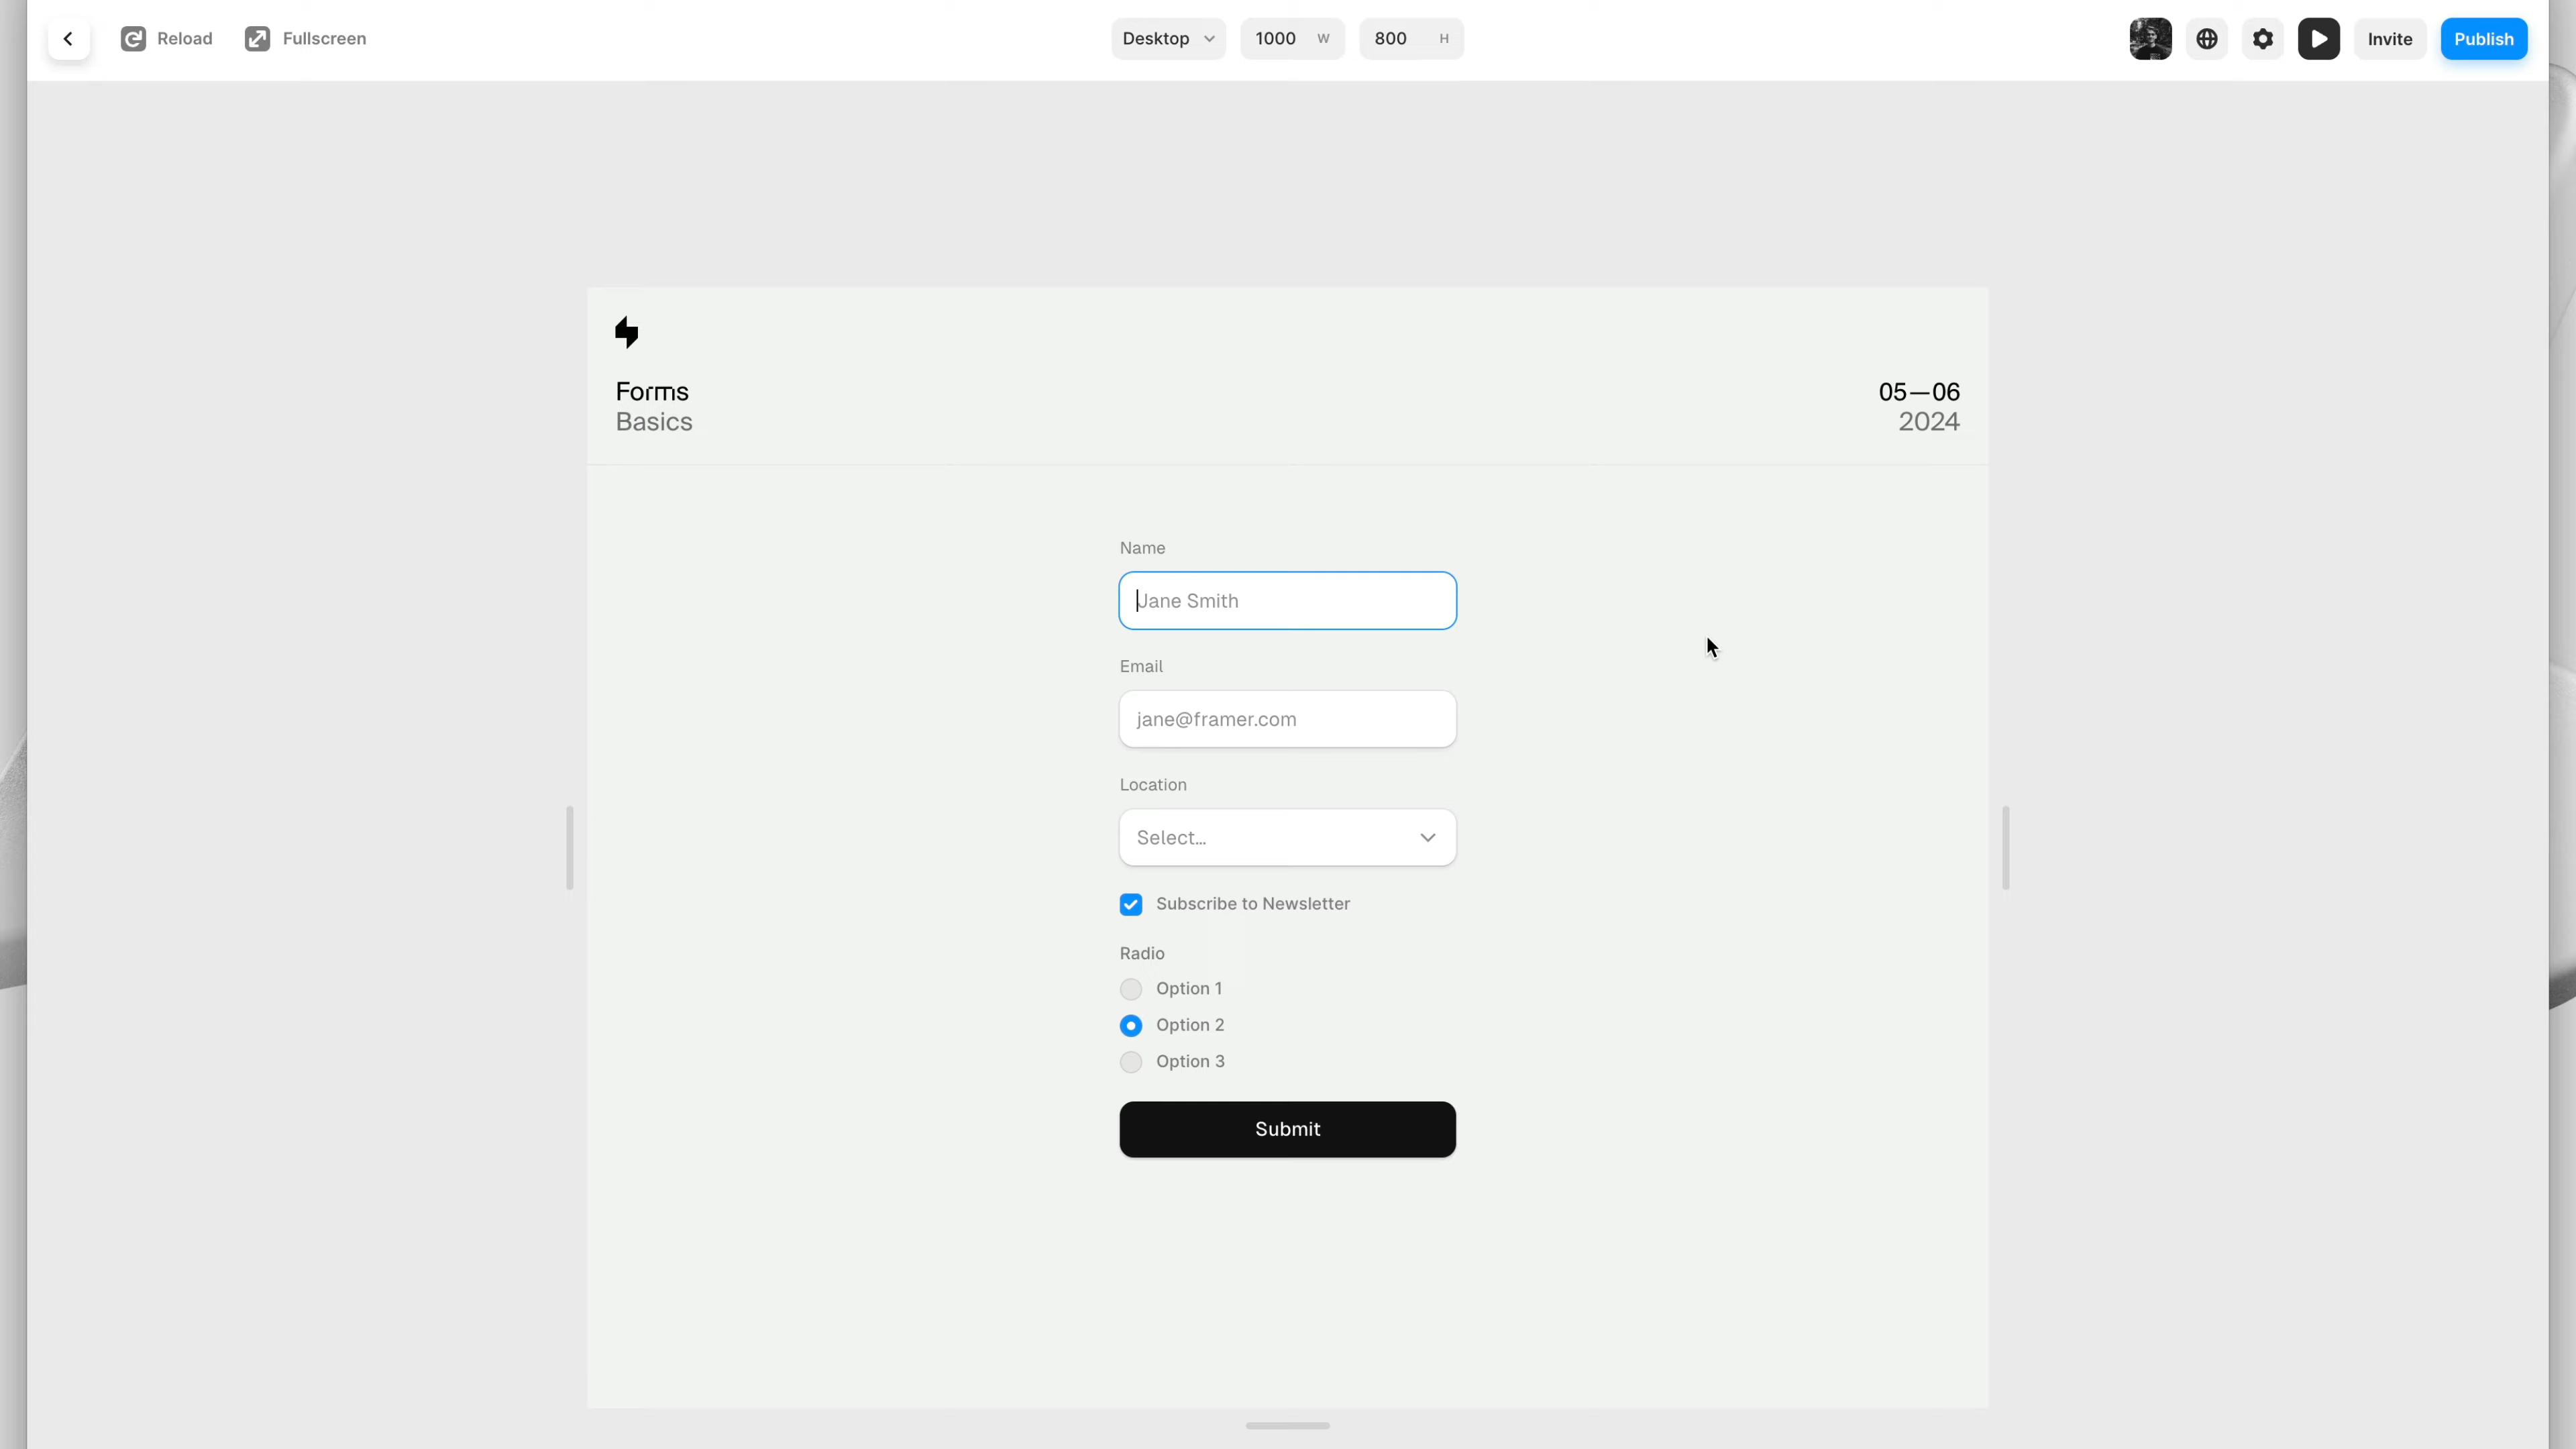 Reload Fullscreen Desktop 1000 W 800 H Invite Publish
Forms 05—06
Basics 2024
Name
Jane Smith
Email
jane@framer.com
Location
Select...
Subscribe to Newsletter
Radio
Option 1
Option 2
Option 3
Submit